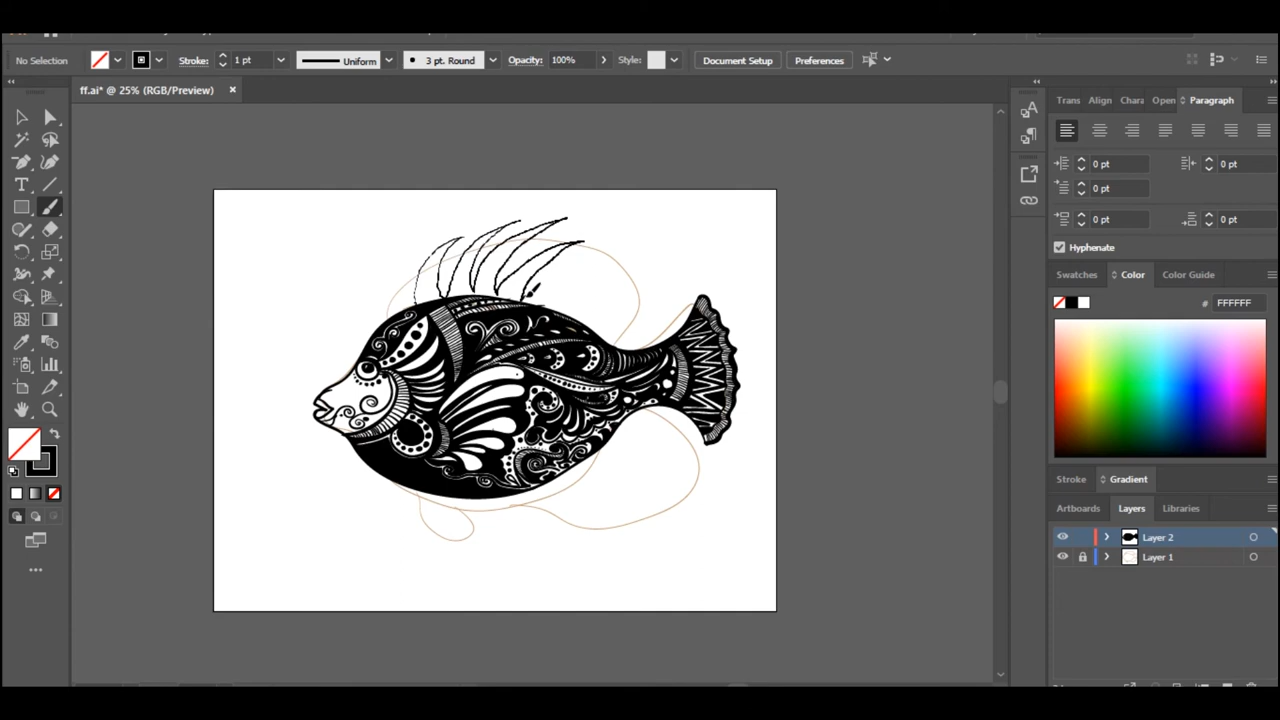 No Selection Stroke: 1 pt Uniform 3 pt. Round Opacity: 100% Style: Document Setup Preferences
ff.ai* @ 25% (RGB/Preview) ×
Trans Align Chara Open Paragraph
0 pt 0 pt
0 pt
0 pt 0 pt
Hyphenate
Swatches Color Color Guide
# FFFFFF
Stroke Gradient
Artboards Layers Libraries
Layer 2
Layer 1